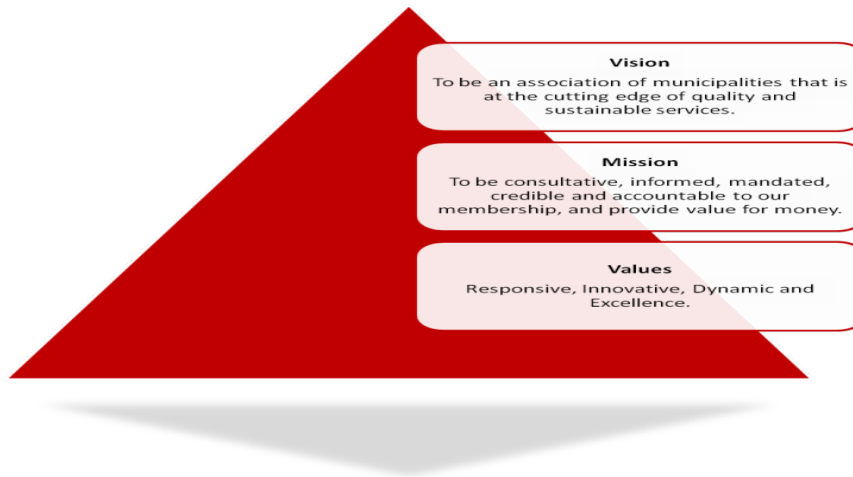 Vision
To be an association of municipalities that is
at the cutting edge of quality and
sustainable services.
Mission
To be consultative, informed, mandated,
credible and accountable to our
membership, and provide value for money.
Values
Responsive, Innovative, Dynamic and
Excellence.